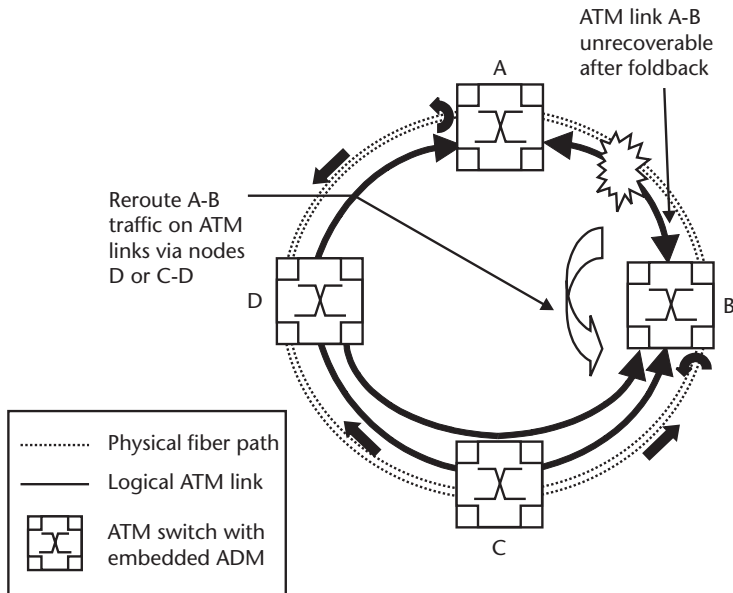 ATM link A-B
unrecoverable
after foldback
A
Reroute A-B
traffic on ATM
links via nodes
D or C-D
D
B
C
Physical fiber path
Logical ATM link
ATM switch with
embedded ADM